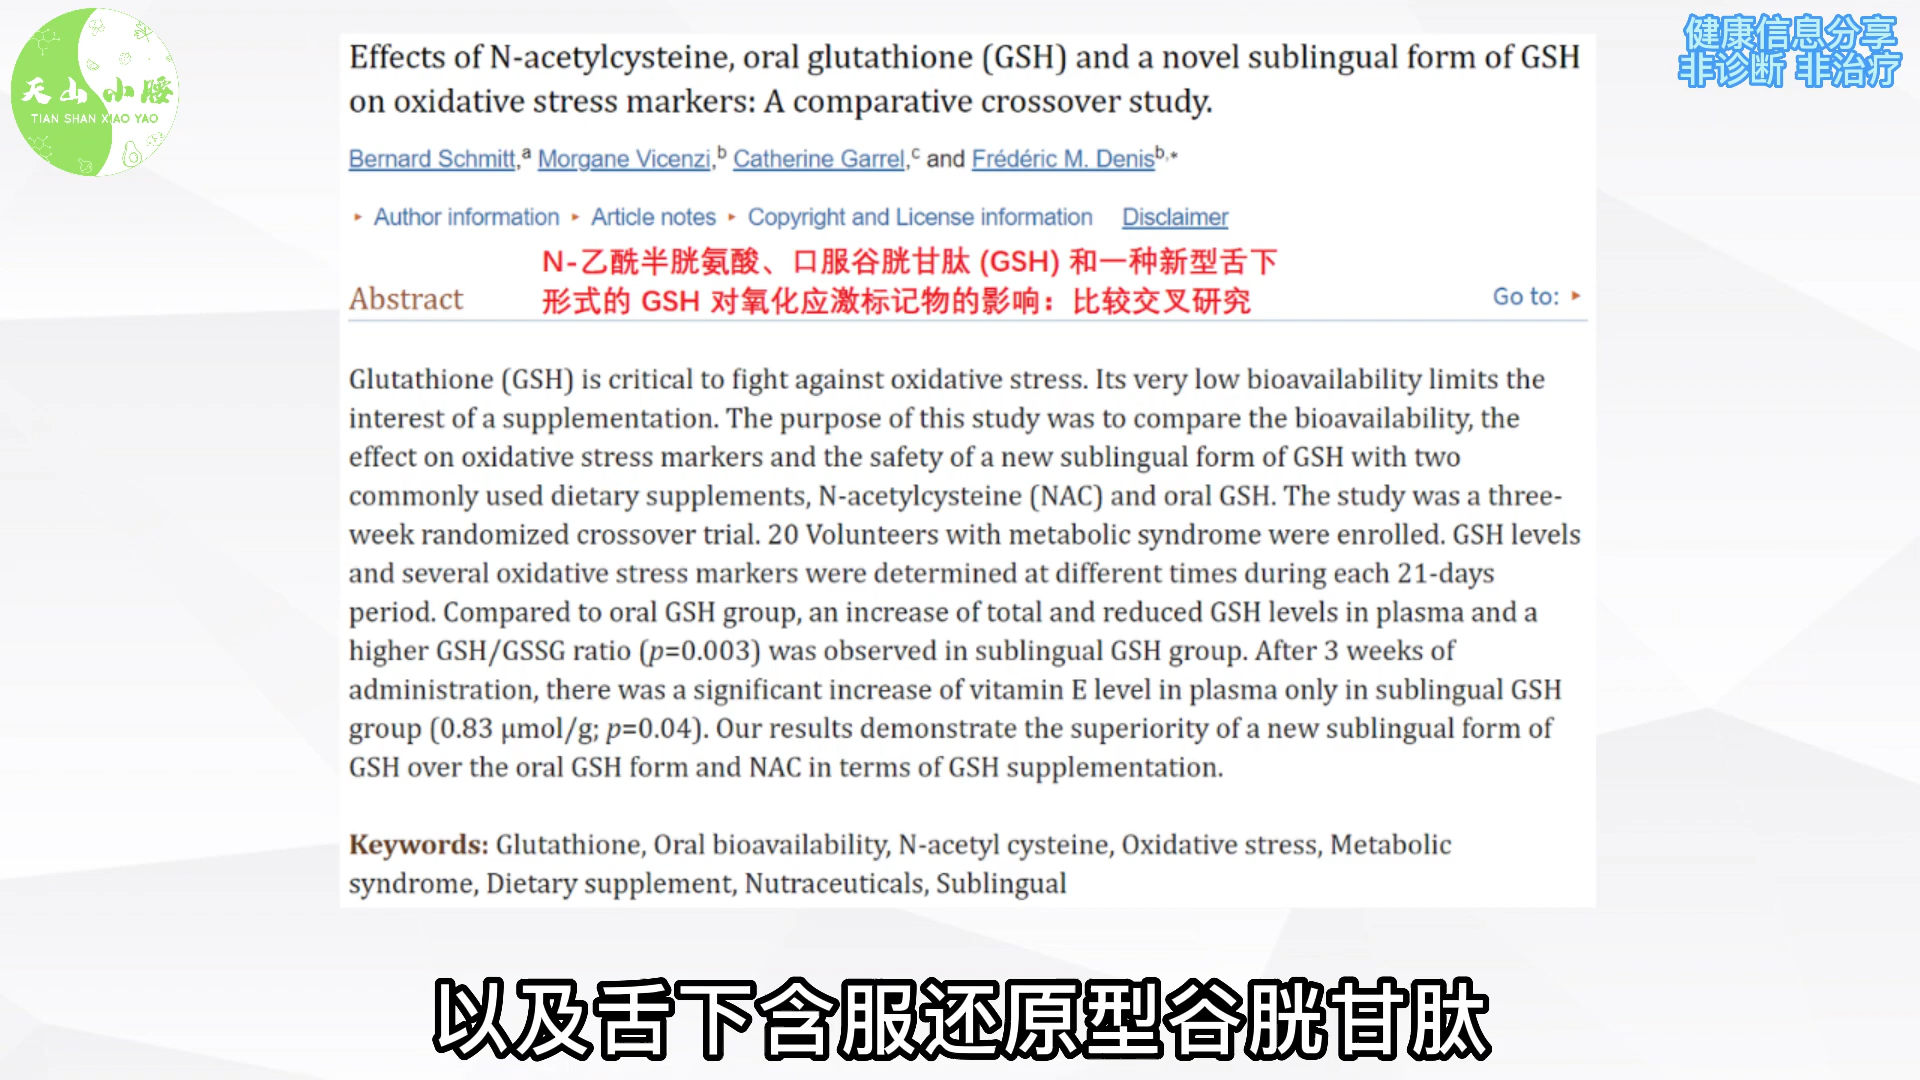 天山小腰
TIAN SHAN XIAO YAO
健康信息分享
非诊断 非治疗
Effects of N-acetylcysteine, oral glutathione (GSH) and a novel sublingual form of GSH
on oxidative stress markers: A comparative crossover study.
Bernard Schmitt,a Morgane Vicenzi,b Catherine Garrel,c and Frédéric M. Denisb,*
▸ Author information ▸ Article notes ▸ Copyright and License information Disclaimer
N-乙酰半胱氨酸、口服谷胱甘肽 (GSH) 和一种新型舌下
形式的 GSH 对氧化应激标记物的影响：比较交叉研究
Abstract
Go to: ▸
Glutathione (GSH) is critical to fight against oxidative stress. Its very low bioavailability limits the
interest of a supplementation. The purpose of this study was to compare the bioavailability, the
effect on oxidative stress markers and the safety of a new sublingual form of GSH with two
commonly used dietary supplements, N-acetylcysteine (NAC) and oral GSH. The study was a three-
week randomized crossover trial. 20 Volunteers with metabolic syndrome were enrolled. GSH levels
and several oxidative stress markers were determined at different times during each 21-days
period. Compared to oral GSH group, an increase of total and reduced GSH levels in plasma and a
higher GSH/GSSG ratio (p=0.003) was observed in sublingual GSH group. After 3 weeks of
administration, there was a significant increase of vitamin E level in plasma only in sublingual GSH
group (0.83 µmol/g; p=0.04). Our results demonstrate the superiority of a new sublingual form of
GSH over the oral GSH form and NAC in terms of GSH supplementation.
Keywords: Glutathione, Oral bioavailability, N-acetyl cysteine, Oxidative stress, Metabolic
syndrome, Dietary supplement, Nutraceuticals, Sublingual
以及舌下含服还原型谷胱甘肽